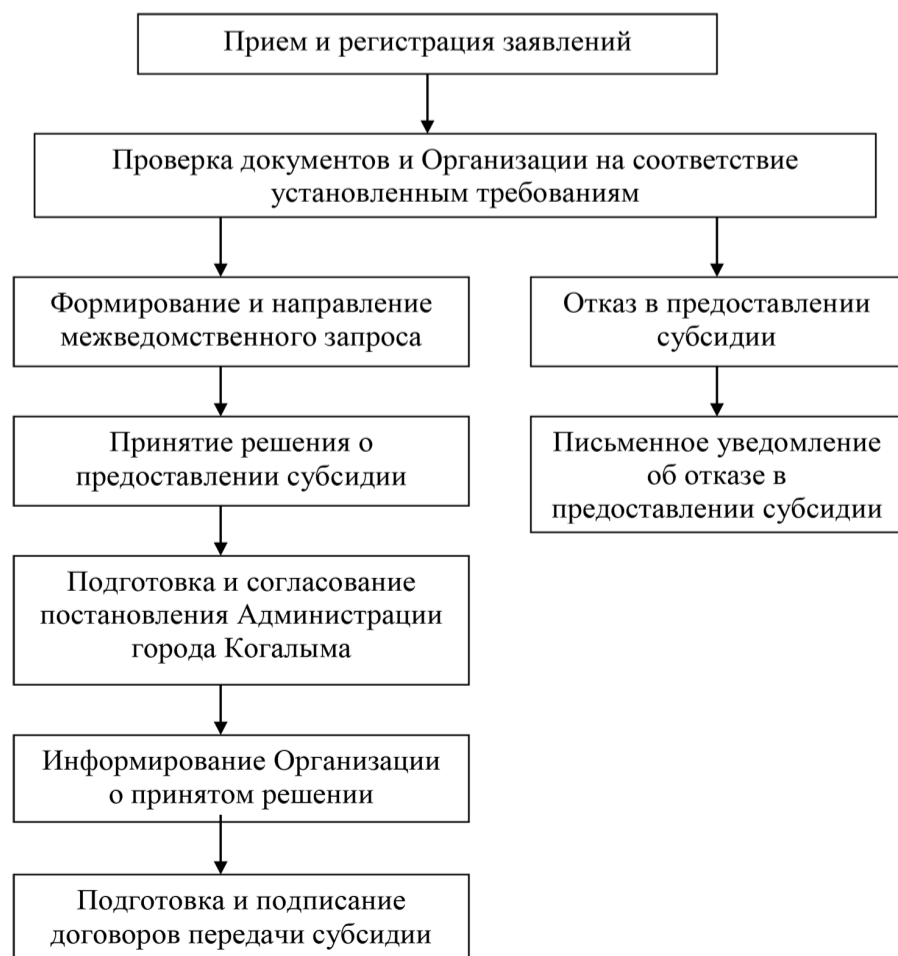 Прием и регистрация заявлений
Проверка документов и Организации на соответствие
установленным требованиям
Формирование и направление
межведомственного запроса
Отказ в предоставлении
субсидии
Принятие решения о
предоставлении субсидии
Письменное уведомление
об отказе в
предоставлении субсидии
Подготовка и согласование
постановления Администрации
города Когалыма
Информирование Организации
о принятом решении
Подготовка и подписание
договоров передачи субсидии